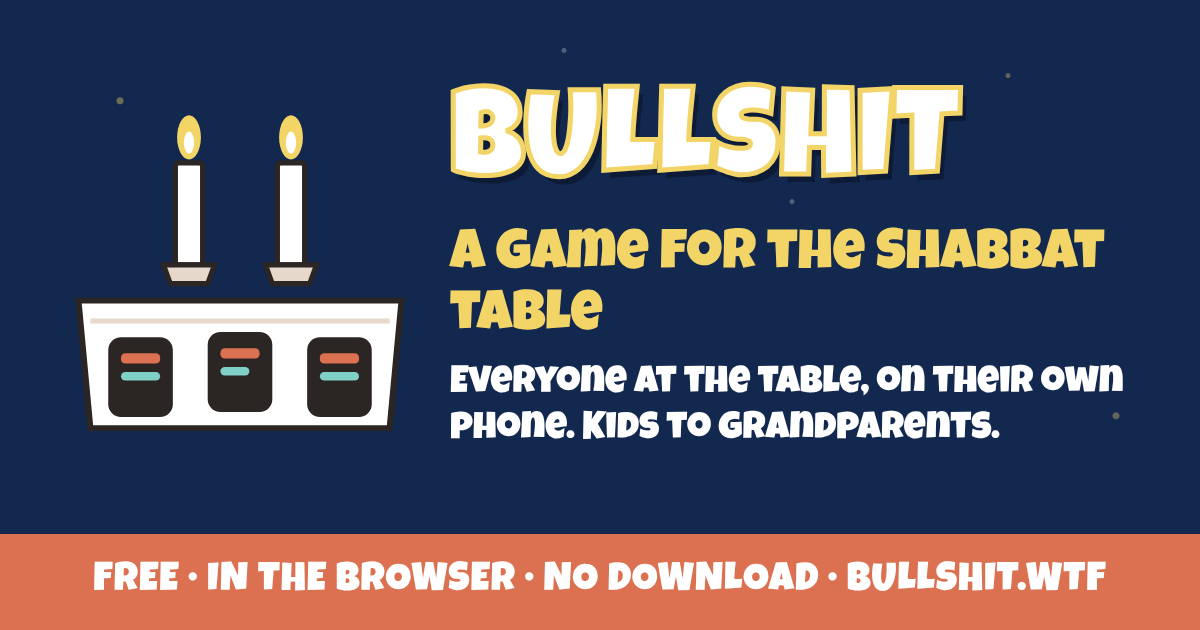 BULLSHIT
A GAME FOR THE SHABBAT
TABLE
EVERYONE AT THE TABLE, ON THEIR OWN
PHONE. KIDS TO GRANDPARENTS.
FREE • IN THE BROWSER • NO DOWNLOAD • BULLSHIT.WTF